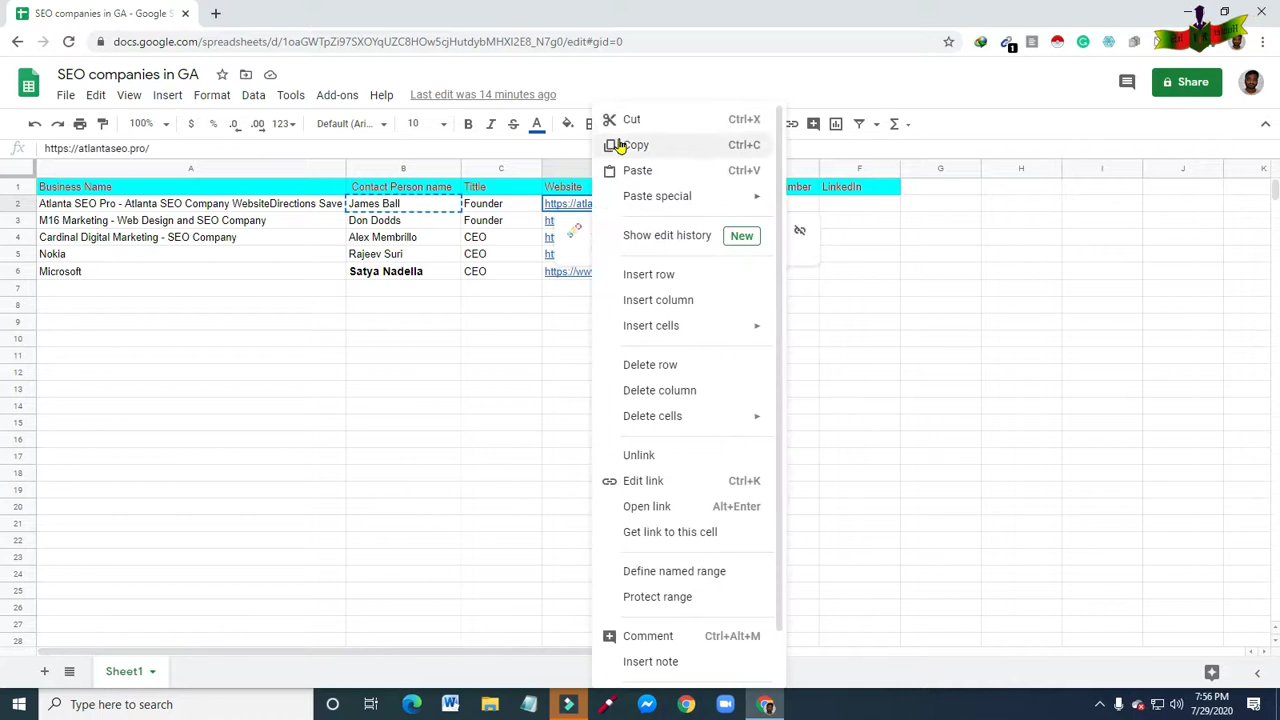 SEO companies in GA - Google S
docs.google.com/spreadsheets/d/1oaGWTpZi97SXOYqUZC8HOw5cjHutdybLMHEL8E_N7g0/edit#gid=0
1
SEO companies in GA
Share
File Edit View Insert Format Data Tools Add-ons Help Last edit was 14 minutes ago
100% $ % .0 .00 123 Default (Ari... 10 B I S A Σ
fx https://atlantaseo.pro/
A B C F G H I J K
1 Business Name Contact Person name Tittle Website mber LinkedIn
2 Atlanta SEO Pro - Atlanta SEO Company WebsiteDirections Save James Ball Founder https://atla
3 M16 Marketing - Web Design and SEO Company Don Dodds Founder ht
4 Cardinal Digital Marketing - SEO Company Alex Membrillo CEO ht
5 Nokia Rajeev Suri CEO ht
6 Microsoft Satya Nadella CEO https://www
7
8
9
10
11
12
13
14
15
16
17
18
19
20
21
22
23
24
25
26
27
28
Cut Ctrl+X
Copy Ctrl+C
Paste Ctrl+V
Paste special
Show edit history New
Insert row
Insert column
Insert cells
Delete row
Delete column
Delete cells
Unlink
Edit link Ctrl+K
Open link Alt+Enter
Get link to this cell
Define named range
Protect range
Comment Ctrl+Alt+M
Insert note
Sheet1
Type here to search
7:56 PM
7/29/2020